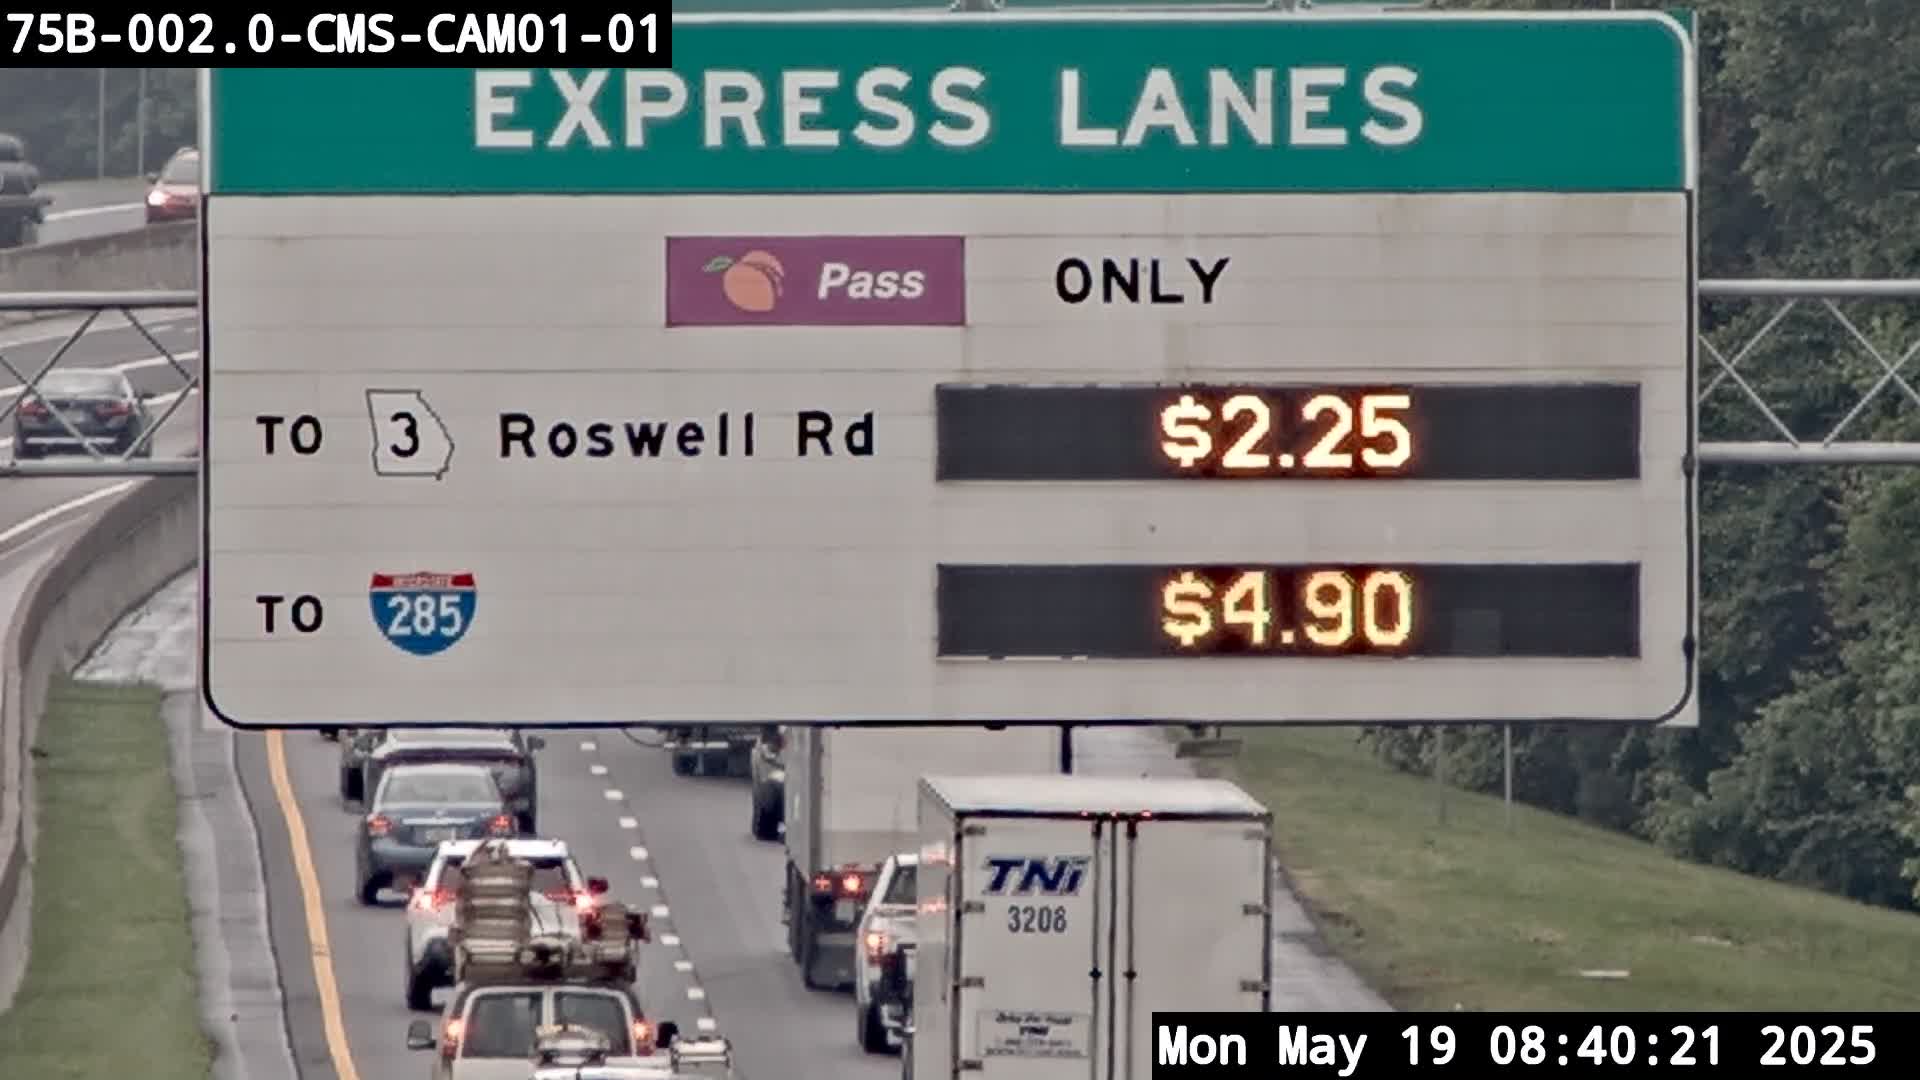 75B-002.0-CMS-CAM01-01
EXPRESS LANES
Pass ONLY
TO 3 Roswell Rd $2.25
TO 285 $4.90
TNi
3208
Mon May 19 08:40:21 2025